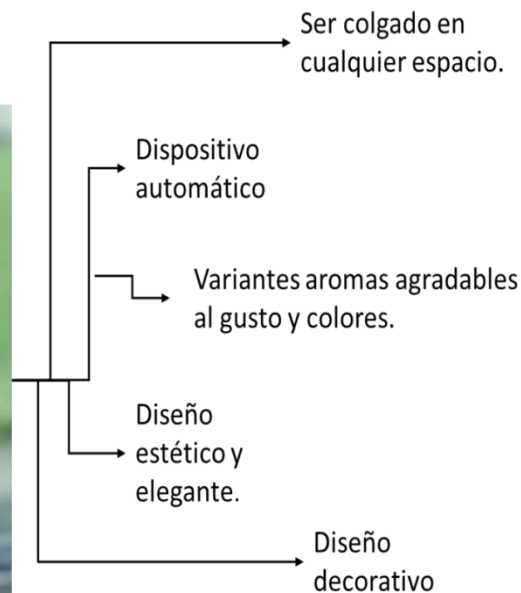 Ser colgado en
cualquier espacio.
Dispositivo
automático
Variantes aromas agradables
al gusto y colores.
Diseño
estético y
elegante.
Diseño
decorativo